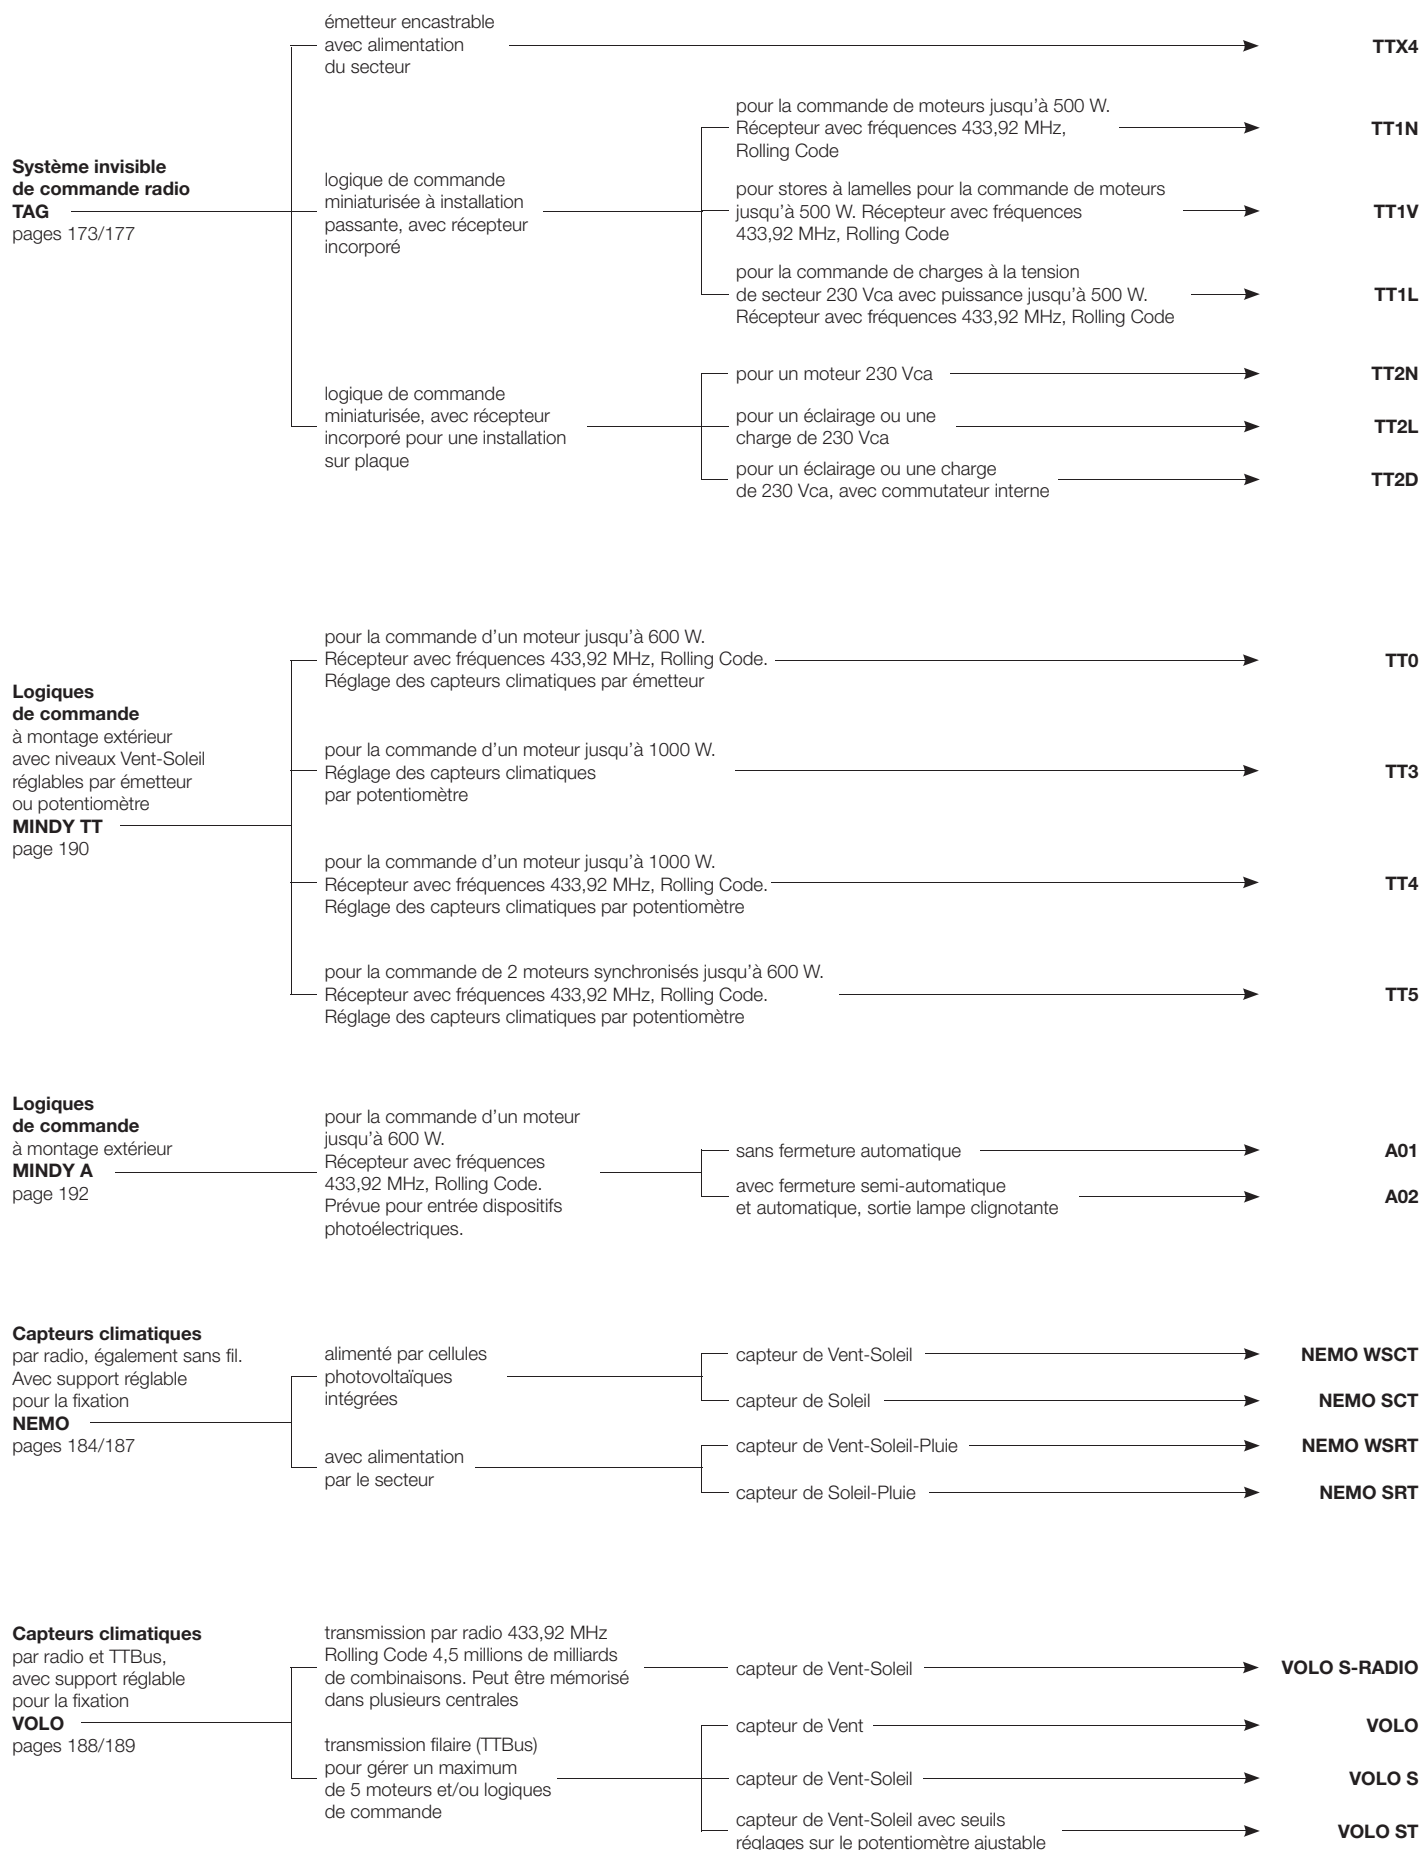 émetteur encastrable
avec alimentation
du secteur
TTX4
Système invisible
de commande radio
TAG
pages 173/177
logique de commande
miniaturisée à installation
passante, avec récepteur
incorporé
pour la commande de moteurs jusqu'à 500 W.
Récepteur avec fréquences 433,92 MHz,
Rolling Code
TT1N
pour stores à lamelles pour la commande de moteurs
jusqu'à 500 W. Récepteur avec fréquences
433,92 MHz, Rolling Code
TT1V
pour la commande de charges à la tension
de secteur 230 Vca avec puissance jusqu'à 500 W.
Récepteur avec fréquences 433,92 MHz, Rolling Code
TT1L
logique de commande
miniaturisée, avec récepteur
incorporé pour une installation
sur plaque
pour un moteur 230 Vca
TT2N
pour un éclairage ou une
charge de 230 Vca
TT2L
pour un éclairage ou une charge
de 230 Vca, avec commutateur interne
TT2D
Logiques
de commande
à montage extérieur
avec niveaux Vent-Soleil
réglables par émetteur
ou potentiomètre
MINDY TT
page 190
pour la commande d'un moteur jusqu'à 600 W.
Récepteur avec fréquences 433,92 MHz, Rolling Code.
Réglage des capteurs climatiques par émetteur
TT0
pour la commande d'un moteur jusqu'à 1000 W.
Réglage des capteurs climatiques
par potentiomètre
TT3
pour la commande d'un moteur jusqu'à 1000 W.
Récepteur avec fréquences 433,92 MHz, Rolling Code.
Réglage des capteurs climatiques par potentiomètre
TT4
pour la commande de 2 moteurs synchronisés jusqu'à 600 W.
Récepteur avec fréquences 433,92 MHz, Rolling Code.
Réglage des capteurs climatiques par potentiomètre
TT5
Logiques
de commande
à montage extérieur
MINDY A
page 192
pour la commande d'un moteur
jusqu'à 600 W.
Récepteur avec fréquences
433,92 MHz, Rolling Code.
Prévue pour entrée dispositifs
photoélectriques.
sans fermeture automatique
A01
avec fermeture semi-automatique
et automatique, sortie lampe clignotante
A02
Capteurs climatiques
par radio, également sans fil.
Avec support réglable
pour la fixation
NEMO
pages 184/187
alimenté par cellules
photovoltaïques
intégrées
capteur de Vent-Soleil
NEMO WSCT
capteur de Soleil
NEMO SCT
avec alimentation
par le secteur
capteur de Vent-Soleil-Pluie
NEMO WSRT
capteur de Soleil-Pluie
NEMO SRT
Capteurs climatiques
par radio et TTBus,
avec support réglable
pour la fixation
VOLO
pages 188/189
transmission par radio 433,92 MHz
Rolling Code 4,5 millions de milliards
de combinaisons. Peut être mémorisé
dans plusieurs centrales
capteur de Vent-Soleil
VOLO S-RADIO
transmission filaire (TTBus)
pour gérer un maximum
de 5 moteurs et/ou logiques
de commande
capteur de Vent
VOLO
capteur de Vent-Soleil
VOLO S
capteur de Vent-Soleil avec seuils
réglages sur le potentiomètre ajustable
VOLO ST